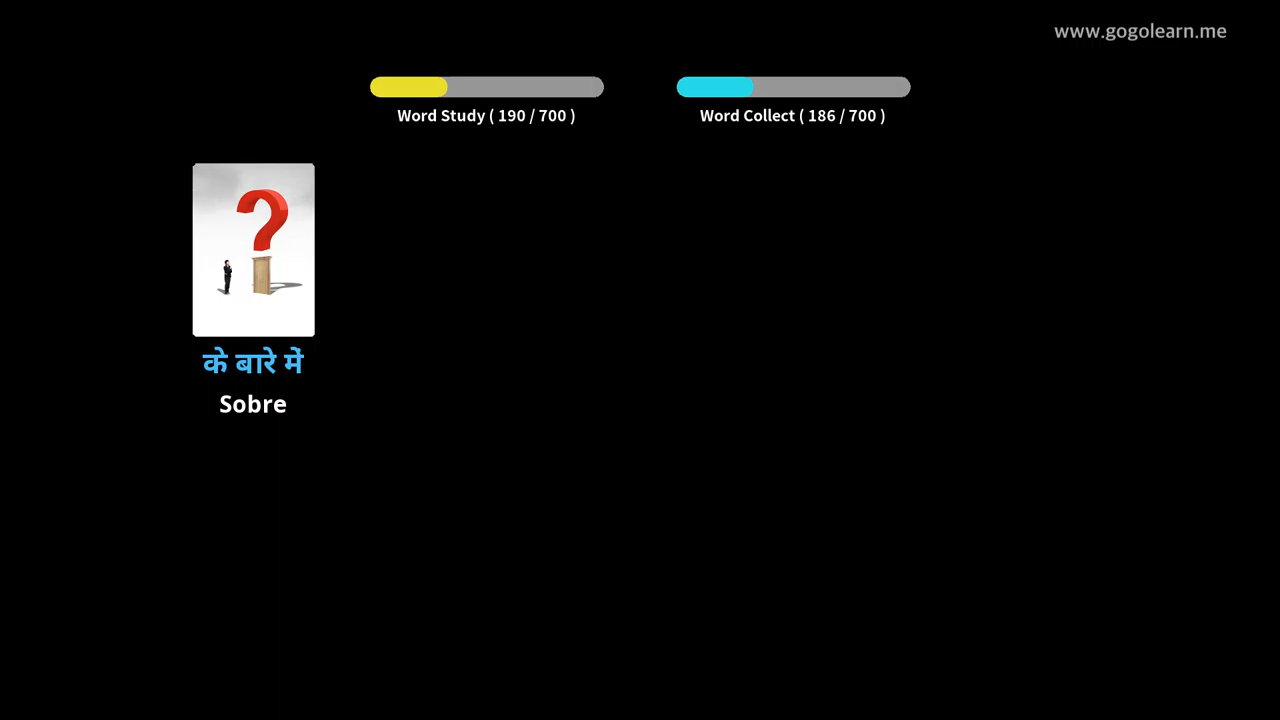 www.gogolearn.me
Word Study ( 190 / 700 )
Word Collect ( 186 / 700 )
के बारे में
Sobre